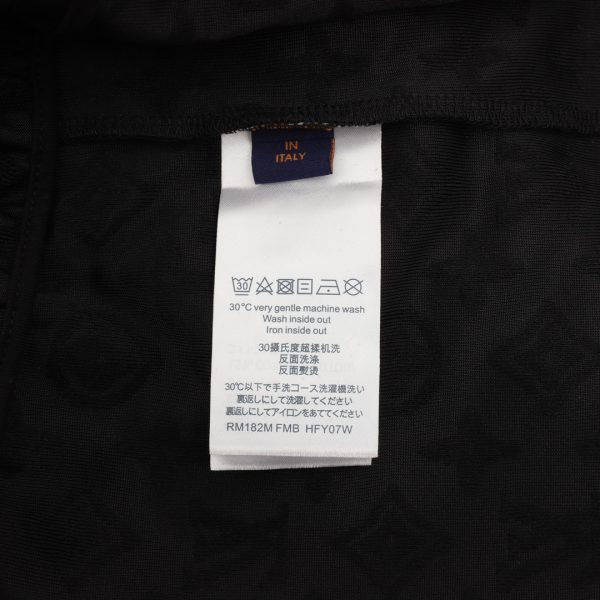 IN
ITALY
30
30°C very gentle machine wash
Wash inside out
Iron inside out
30摄氏度超揉机洗
反面洗涤
反面熨烫
30℃以下で手洗コース洗濯機洗い
裏返しにして洗濯してください
裏返しにしてアイロンをあててください
RM182M FMB HFY07W